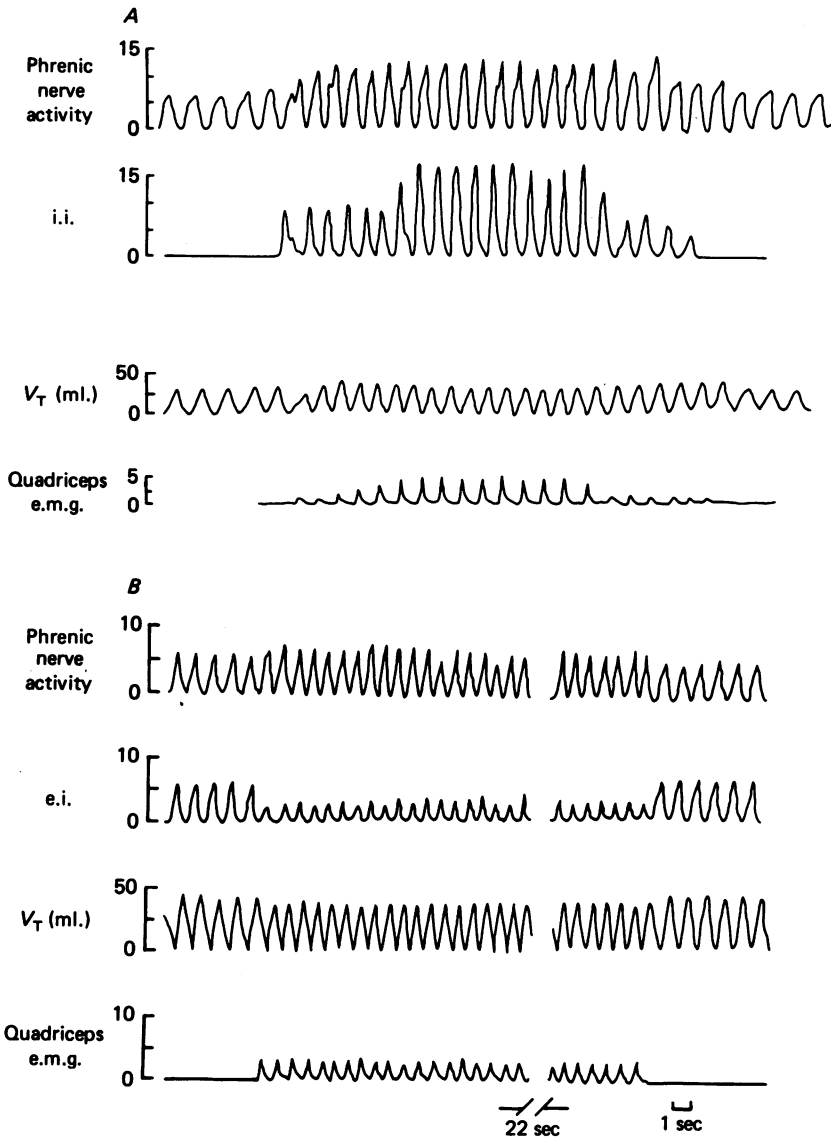 A
Phrenic
nerve
activity
15
0
i.i.
15
0
V_T (ml.)
50
0
Quadriceps
e.m.g.
5
0
B
Phrenic
nerve
activity
10
0
e.i.
10
0
V_T (ml.)
50
0
Quadriceps
e.m.g.
10
0
22 sec
1 sec